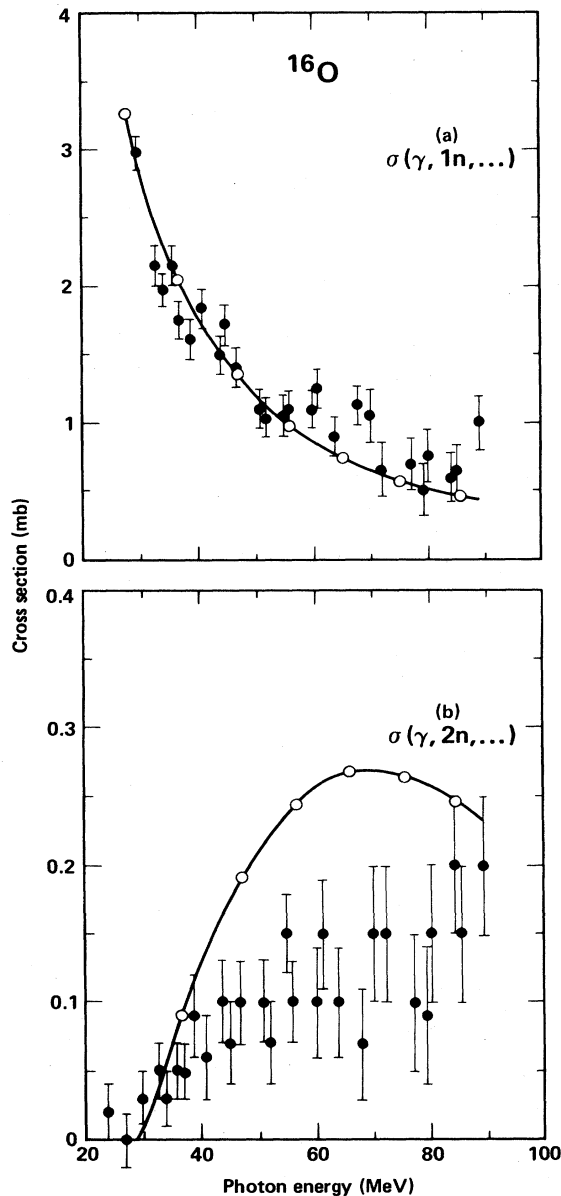 4
¹⁶O
(a)
σ(γ, 1n,...)
3
2
1
0
Cross section (mb)
0.4
(b)
σ(γ, 2n,...)
0.3
0.2
0.1
0
20 40 60 80 100
Photon energy (MeV)